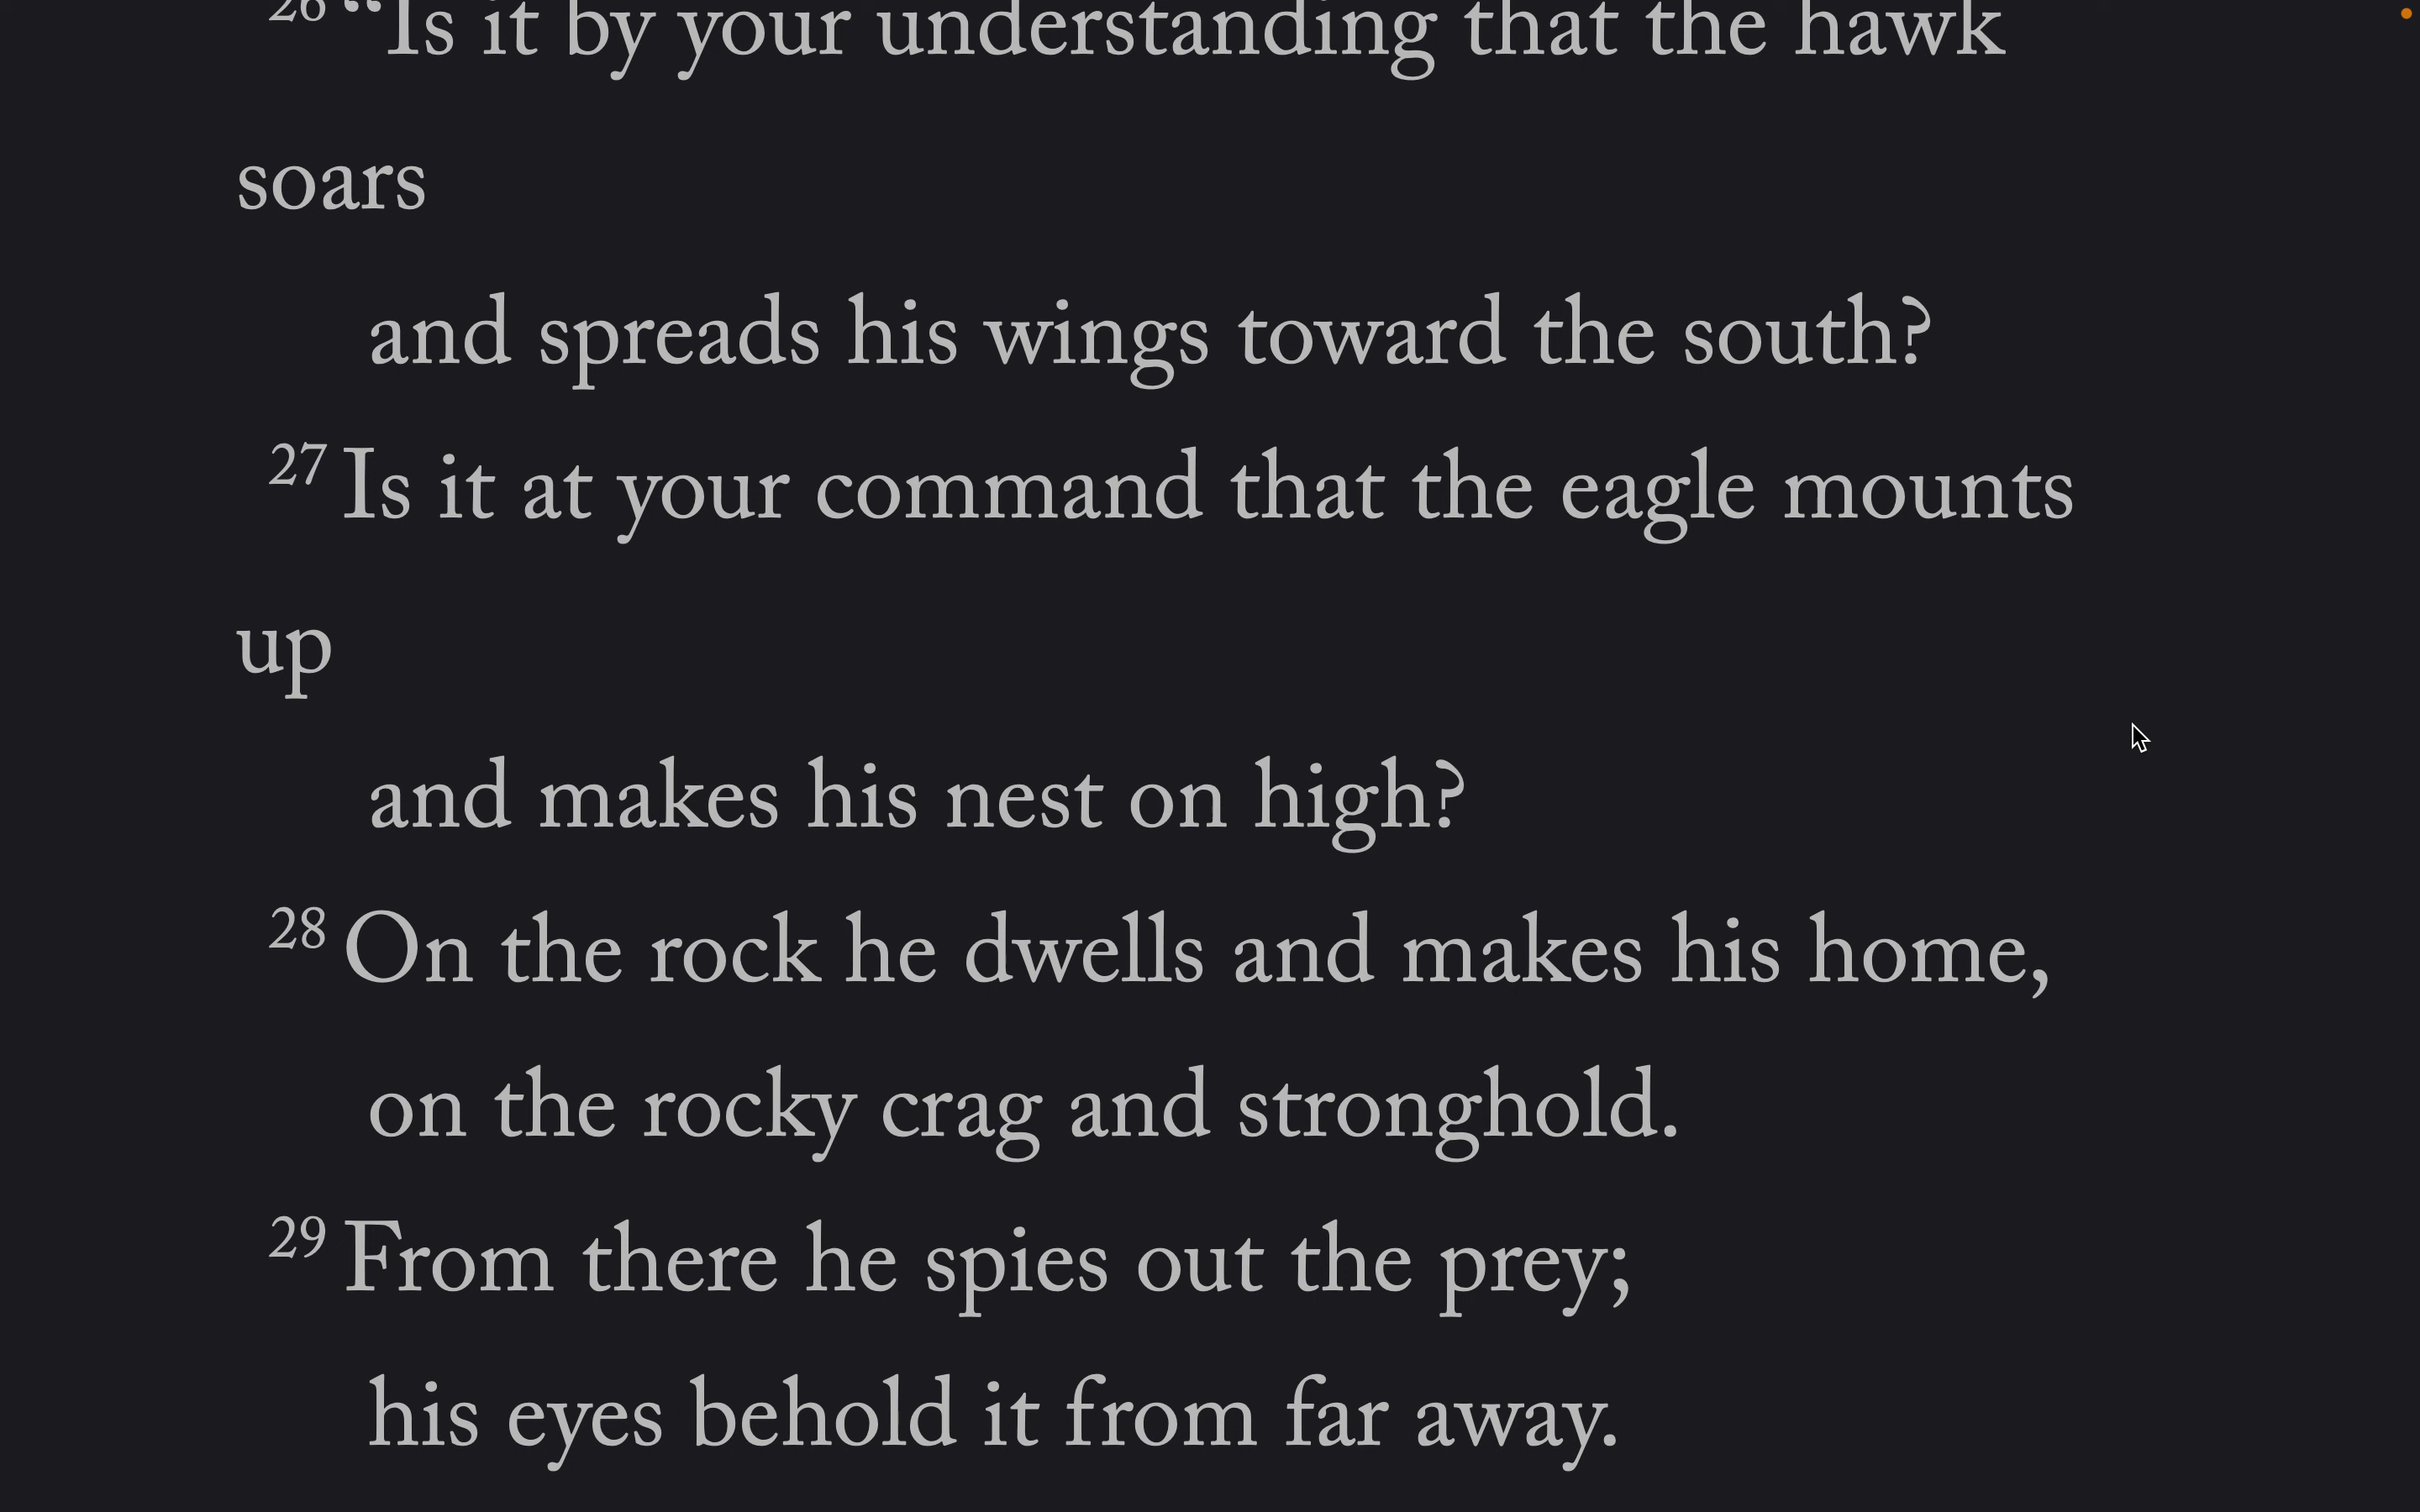 26 “Is it by your understanding that the hawk
soars
and spreads his wings toward the south?
27 Is it at your command that the eagle mounts
up
and makes his nest on high?
28 On the rock he dwells and makes his home,
on the rocky crag and stronghold.
29 From there he spies out the prey;
his eyes behold it from far away.